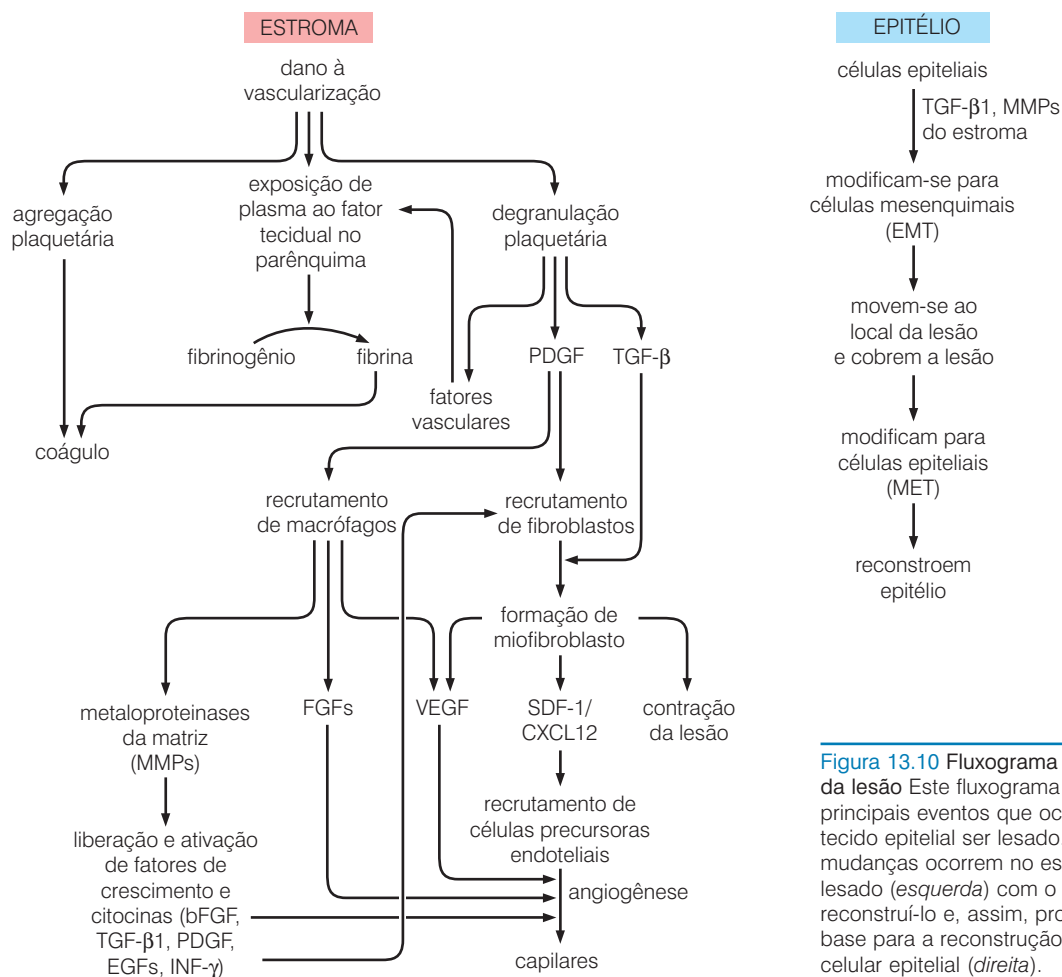 ESTROMA
dano à
vascularização
agregação
plaquetária
exposição de
plasma ao fator
tecidual no
parênquima
degranulação
plaquetária
fibrinogênio
fibrina
PDGF
TGF-β
fatores
vasculares
coágulo
recrutamento
de macrófagos
recrutamento
de fibroblastos
formação de
miofibroblasto
metaloproteinases
da matriz
(MMPs)
FGFs
VEGF
SDF-1/
CXCL12
contração
da lesão
liberação e ativação
de fatores de
crescimento e
citocinas (bFGF,
TGF-β1, PDGF,
EGFs, INF-γ)
recrutamento de
células precursoras
endoteliais
angiogênese
capilares
EPITÉLIO
células epiteliais
TGF-β1, MMPs
do estroma
modificam-se para
células mesenquimais
(EMT)
movem-se ao
local da lesão
e cobrem a lesão
modificam para
células epiteliais
(MET)
reconstroem
epitélio
Figura 13.10 Fluxograma
da lesão Este fluxograma
principais eventos que oc
tecido epitelial ser lesado
mudanças ocorrem no es
lesado (esquerda) com o
reconstruí-lo e, assim, pro
base para a reconstrução
celular epitelial (direita).